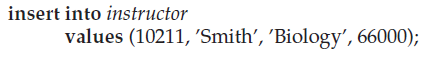 insert into instructor
values (10211, ’Smith’, ’Biology’, 66000);